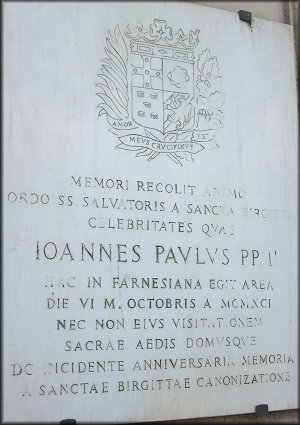 AMOR
EST
MEVS CRVCIFIXVS
MEMORI RECOLIT ANIMO
ORDO SS. SALVATORIS A SANCTA BIRGITTA
CELEBRITATES QVAS
IOANNES PAVLVS PP II
HAC IN FARNESIANA EGIT AREA
DIE VI M. OCTOBRIS A MCMXCI
NEC NON EIVS VISITATIONEM
SACRAE AEDIS DOMVSQVE
DC INCIDENTE ANNIVERSARIA MEMORIA
A SANCTAE BIRGITTAE CANONIZATIONE